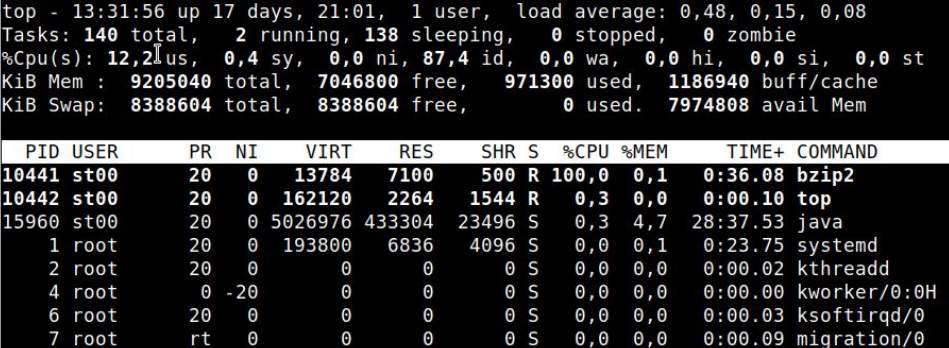 top - 13:31:56 up 17 days, 21:01,  1 user,  load average: 0,48, 0,15, 0,08
Tasks: 140 total,   2 running, 138 sleeping,   0 stopped,   0 zombie
%Cpu(s): 12,2 us,  0,4 sy,  0,0 ni, 87,4 id,  0,0 wa,  0,0 hi,  0,0 si,  0,0 st
KiB Mem :  9205040 total,  7046800 free,   971300 used,  1186940 buff/cache
KiB Swap:  8388604 total,  8388604 free,        0 used.  7974808 avail Mem
  PID USER      PR  NI    VIRT    RES    SHR S  %CPU %MEM     TIME+ COMMAND
10441 st00      20   0   13784   7100    500 R 100,0  0,1   0:36.08 bzip2
10442 st00      20   0  162120   2264   1544 R   0,3  0,0   0:00.10 top
15960 st00      20   0 5026976 433304  23496 S   0,3  4,7  28:37.53 java
    1 root      20   0  193800   6836   4096 S   0,0  0,1   0:23.75 systemd
    2 root      20   0       0      0      0 S   0,0  0,0   0:00.02 kthreadd
    4 root       0 -20       0      0      0 S   0,0  0,0   0:00.00 kworker/0:0H
    6 root      20   0       0      0      0 S   0,0  0,0   0:00.03 ksoftirqd/0
    7 root      rt   0       0      0      0 S   0,0  0,0   0:00.09 migration/0